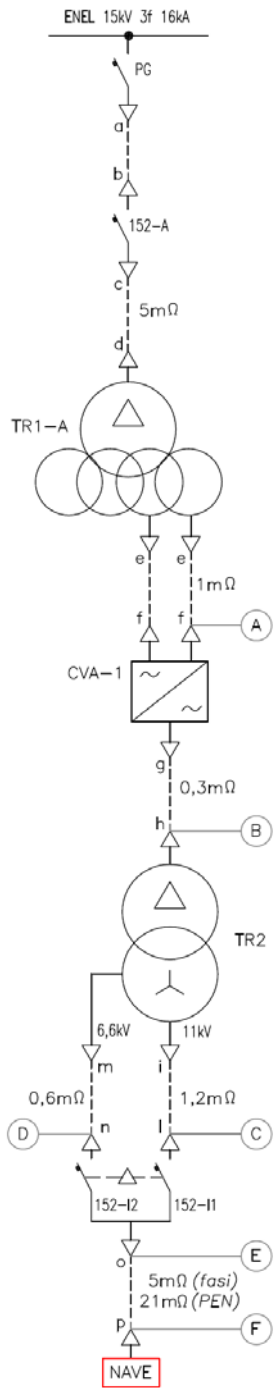 ENEL 15kV 3f 16kA
PG
a
b
152-A
c
5mΩ
d
TR1-A
e e
1mΩ
f f A
CVA-1
g
0,3mΩ
h B
TR2
6,6kV 11kV
m i
0,6mΩ 1,2mΩ
D n l C
152-I2 152-I1
o E
5mΩ (fasi)
21mΩ (PEN)
p F
NAVE